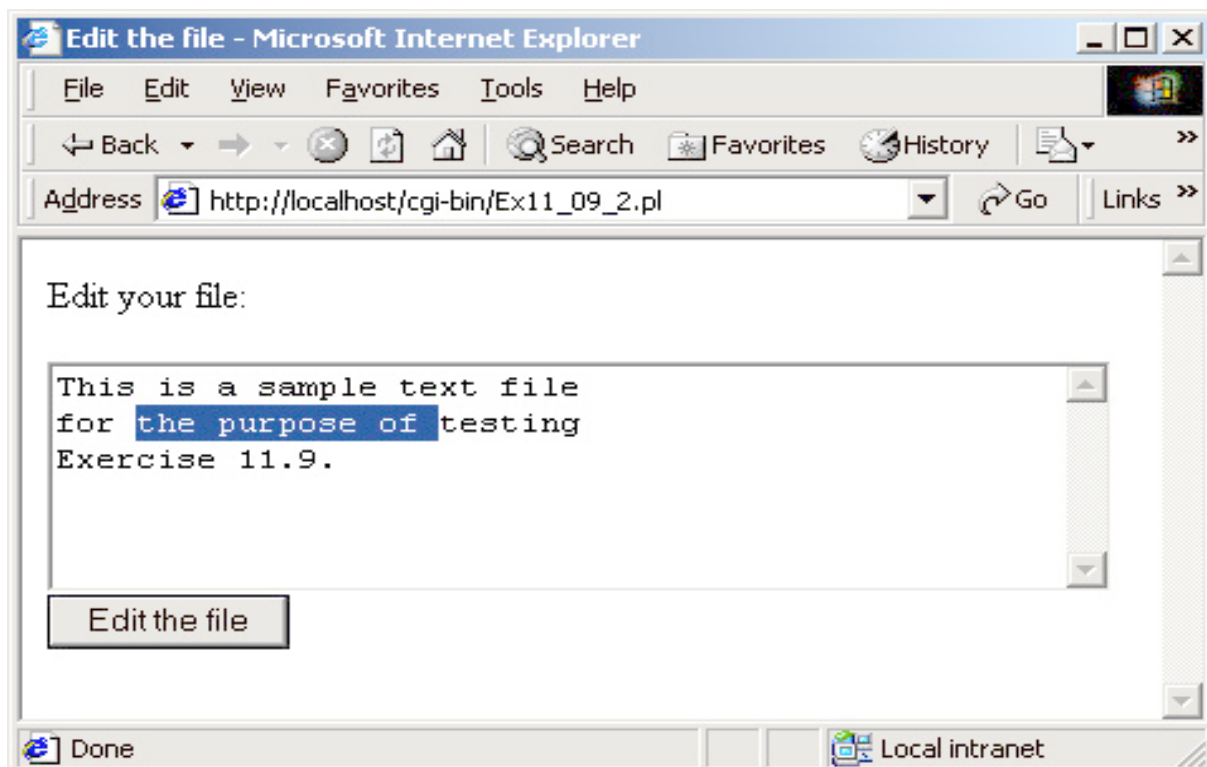 Edit the file - Microsoft Internet Explorer
File Edit View Favorites Tools Help
Back Search Favorites History »
Address http://localhost/cgi-bin/Ex11_09_2.pl Go Links »
Edit your file:
This is a sample text file
for the purpose of testing
Exercise 11.9.
Edit the file
Done Local intranet